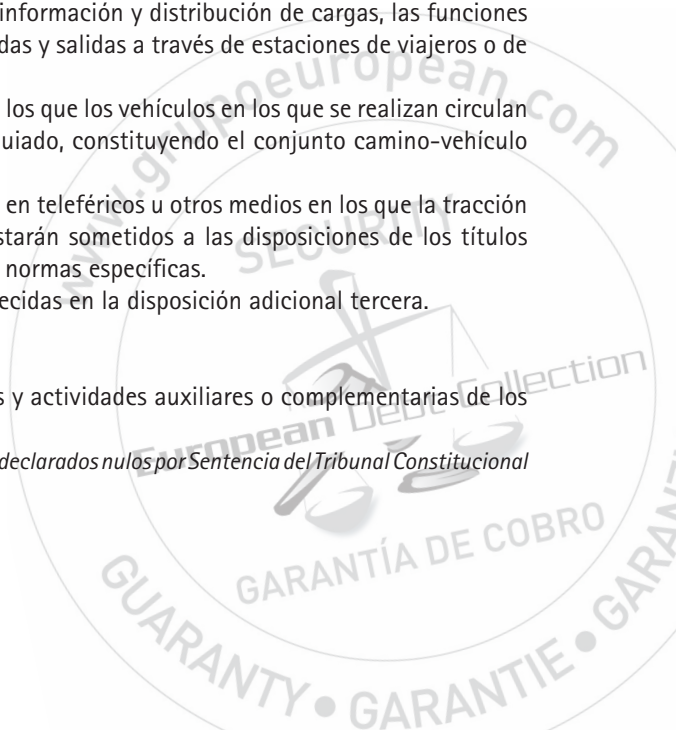 información y distribución de cargas, las funciones
das y salidas a través de estaciones de viajeros o de
los que los vehículos en los que se realizan circulan
uiado, constituyendo el conjunto camino-vehículo
en teleféricos u otros medios en los que la tracción
starán sometidos a las disposiciones de los títulos
normas específicas.
ecidas en la disposición adicional tercera.
s y actividades auxiliares o complementarias de los
declarados nulos por Sentencia del Tribunal Constitucional
www.grupoeuropean.com
SECURITY
European Debt Collection
GARANTÍA DE COBRO
GUARANTY • GARANTIE • GARAN